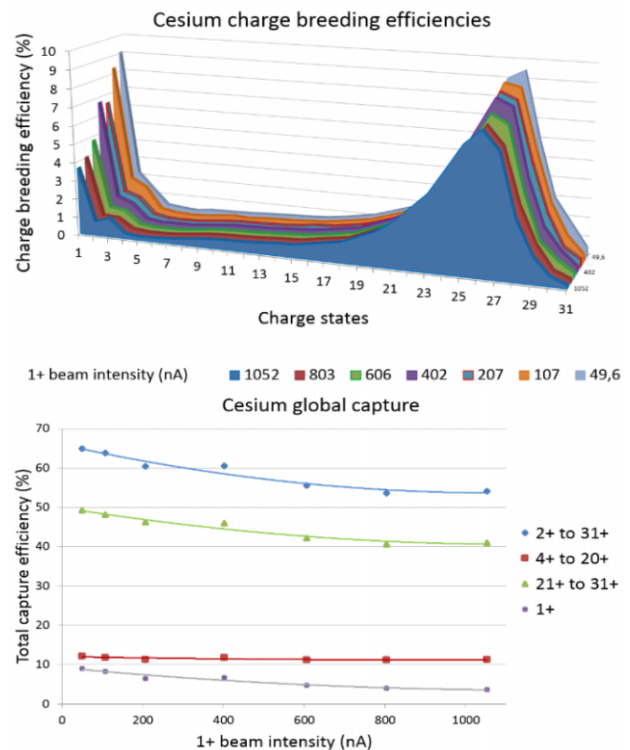 Cesium charge breeding efficiencies
Charge breeding efficiency (%)
10
9
8
7
6
5
4
3
2
1
0
1 3 5 7 9 11 13 15 17 19 21 23 25 27 29 31
49,6
402
1052
Charge states
1+ beam intensity (nA) 1052 803 606 402 207 107 49,6
Cesium global capture
Total capture efficiency (%)
70
60
50
40
30
20
10
0
0 200 400 600 800 1000
1+ beam intensity (nA)
2+ to 31+
4+ to 20+
21+ to 31+
1+